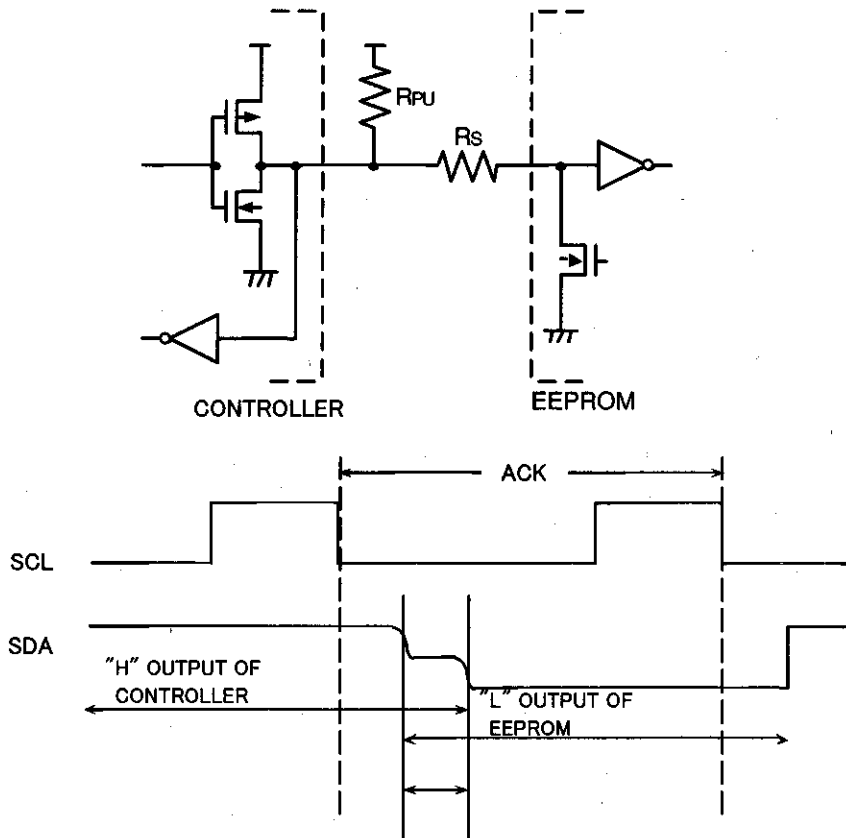 RPU
RS
CONTROLLER
EEPROM
ACK
SCL
SDA
"H" OUTPUT OF
CONTROLLER
"L" OUTPUT OF
EEPROM